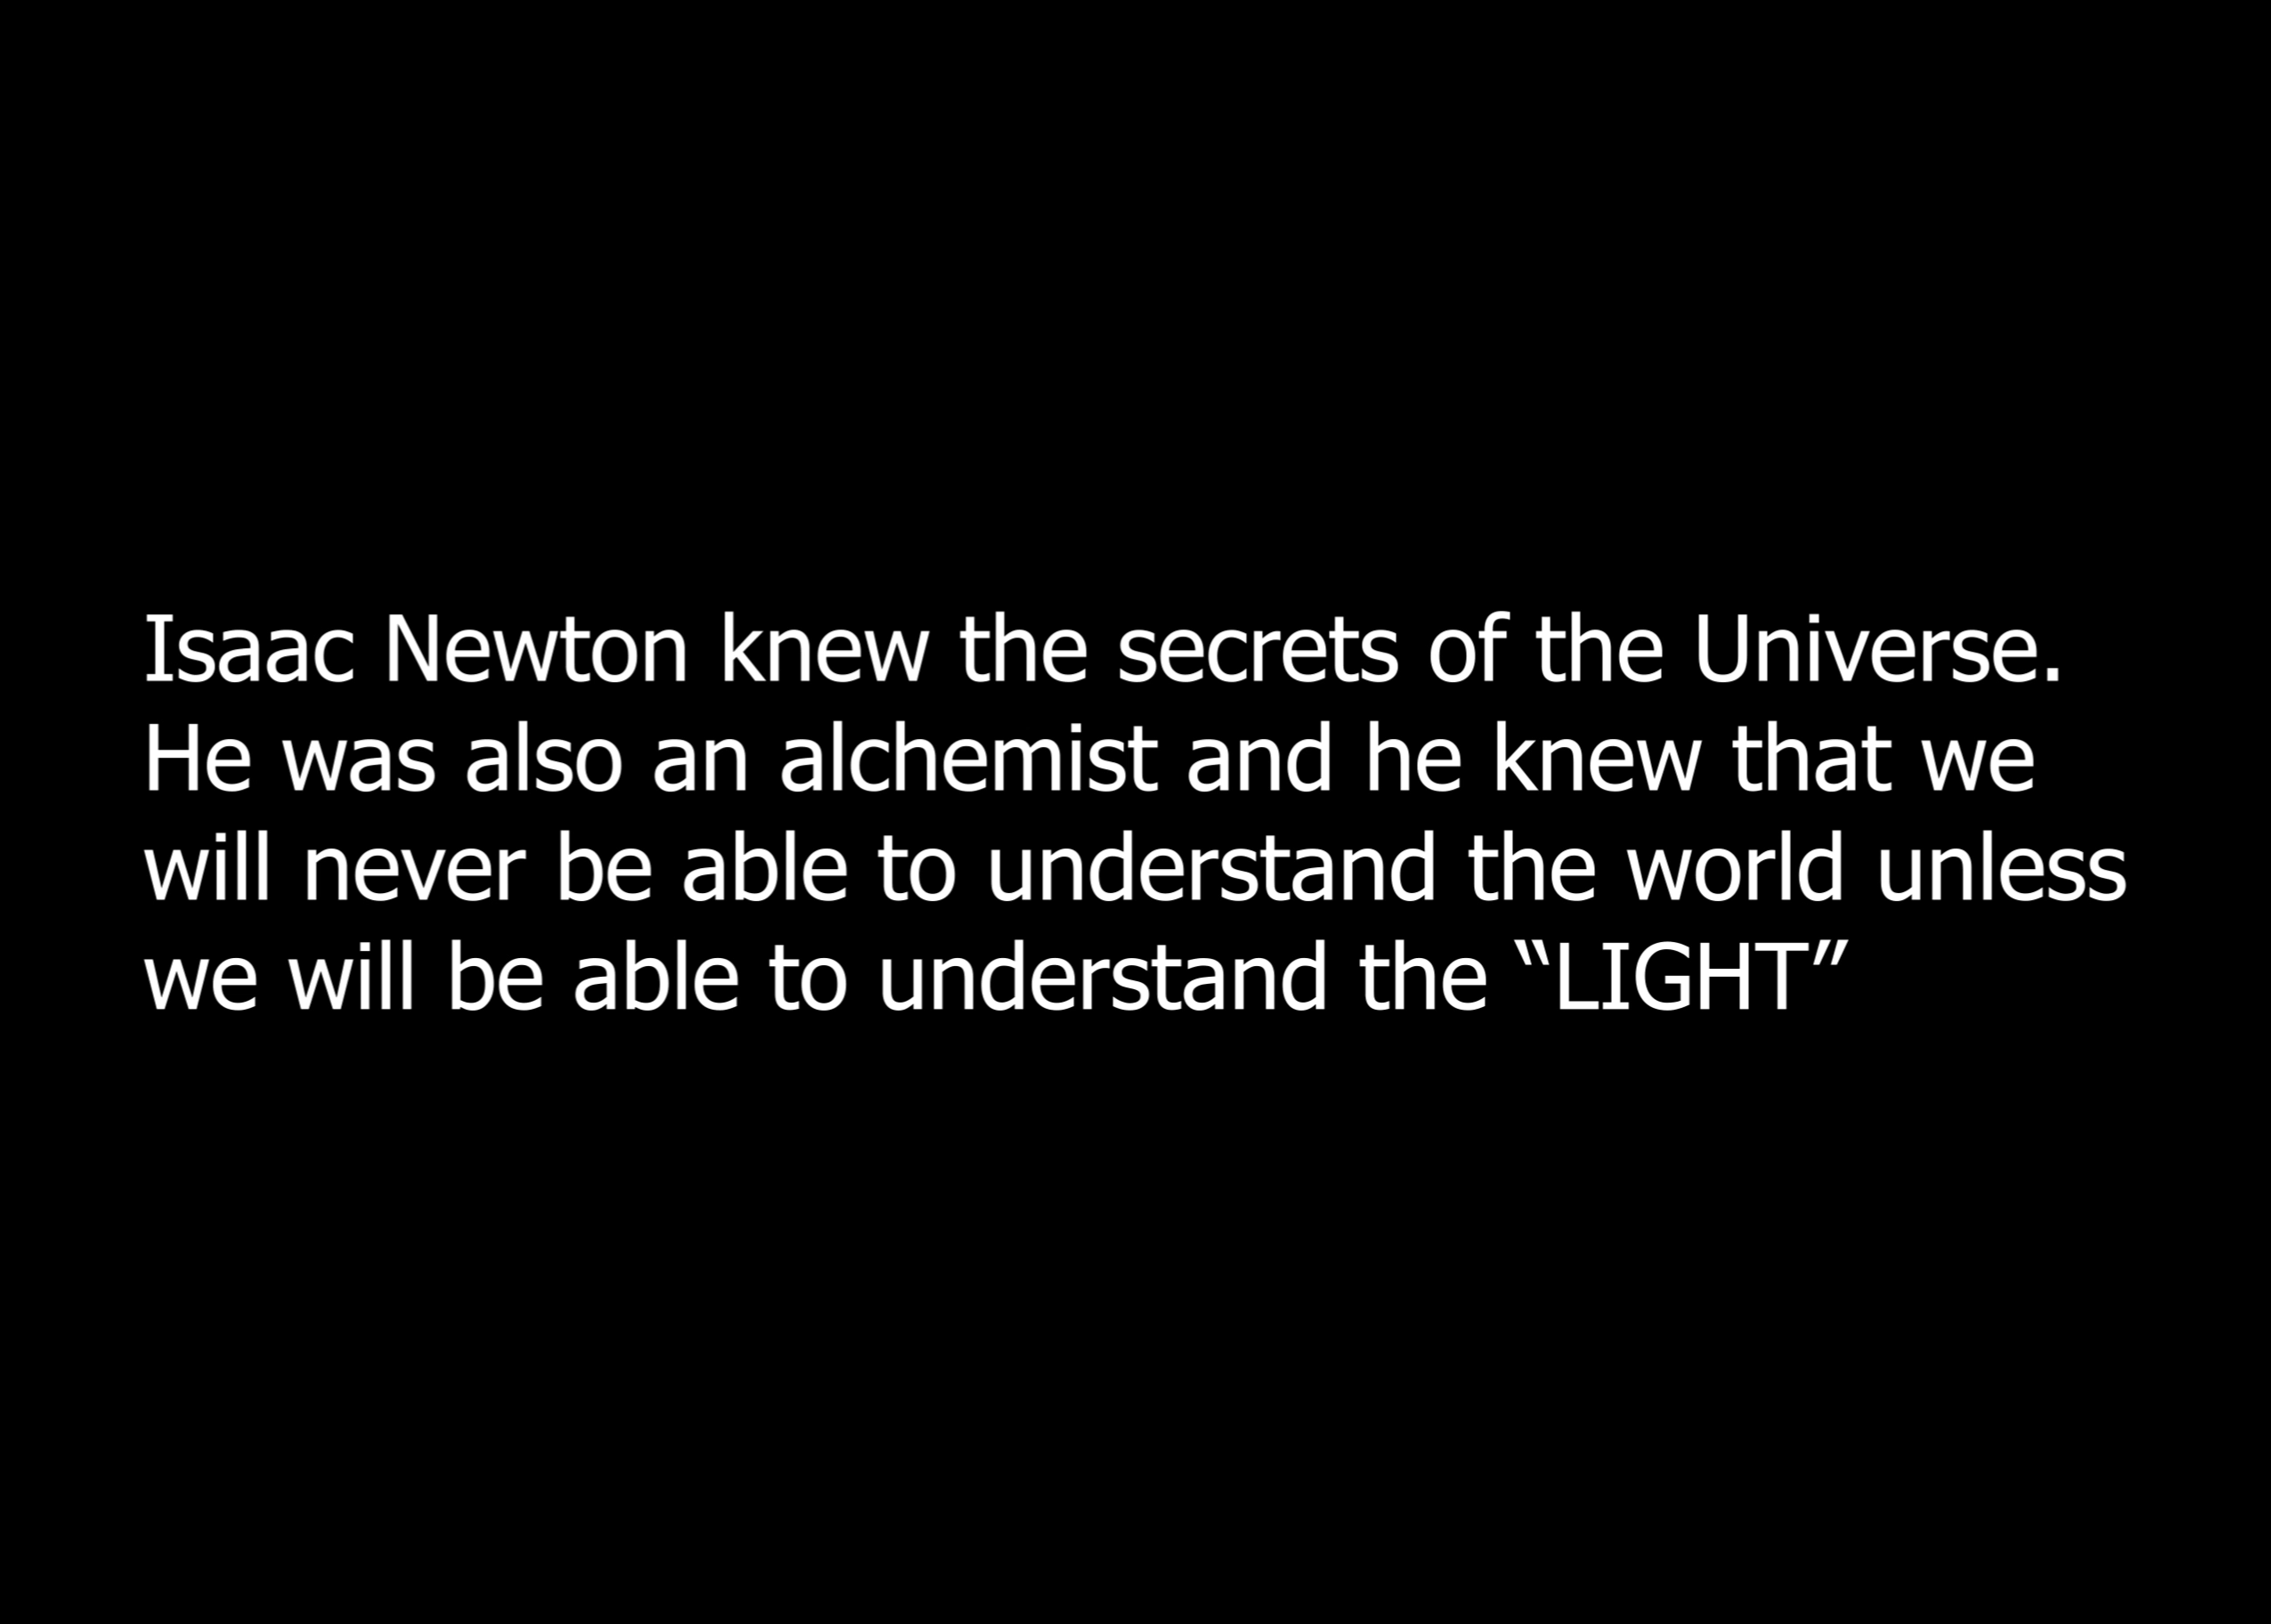 Isaac Newton knew the secrets of the Universe.
He was also an alchemist and he knew that we
will never be able to understand the world unless
we will be able to understand the “LIGHT”